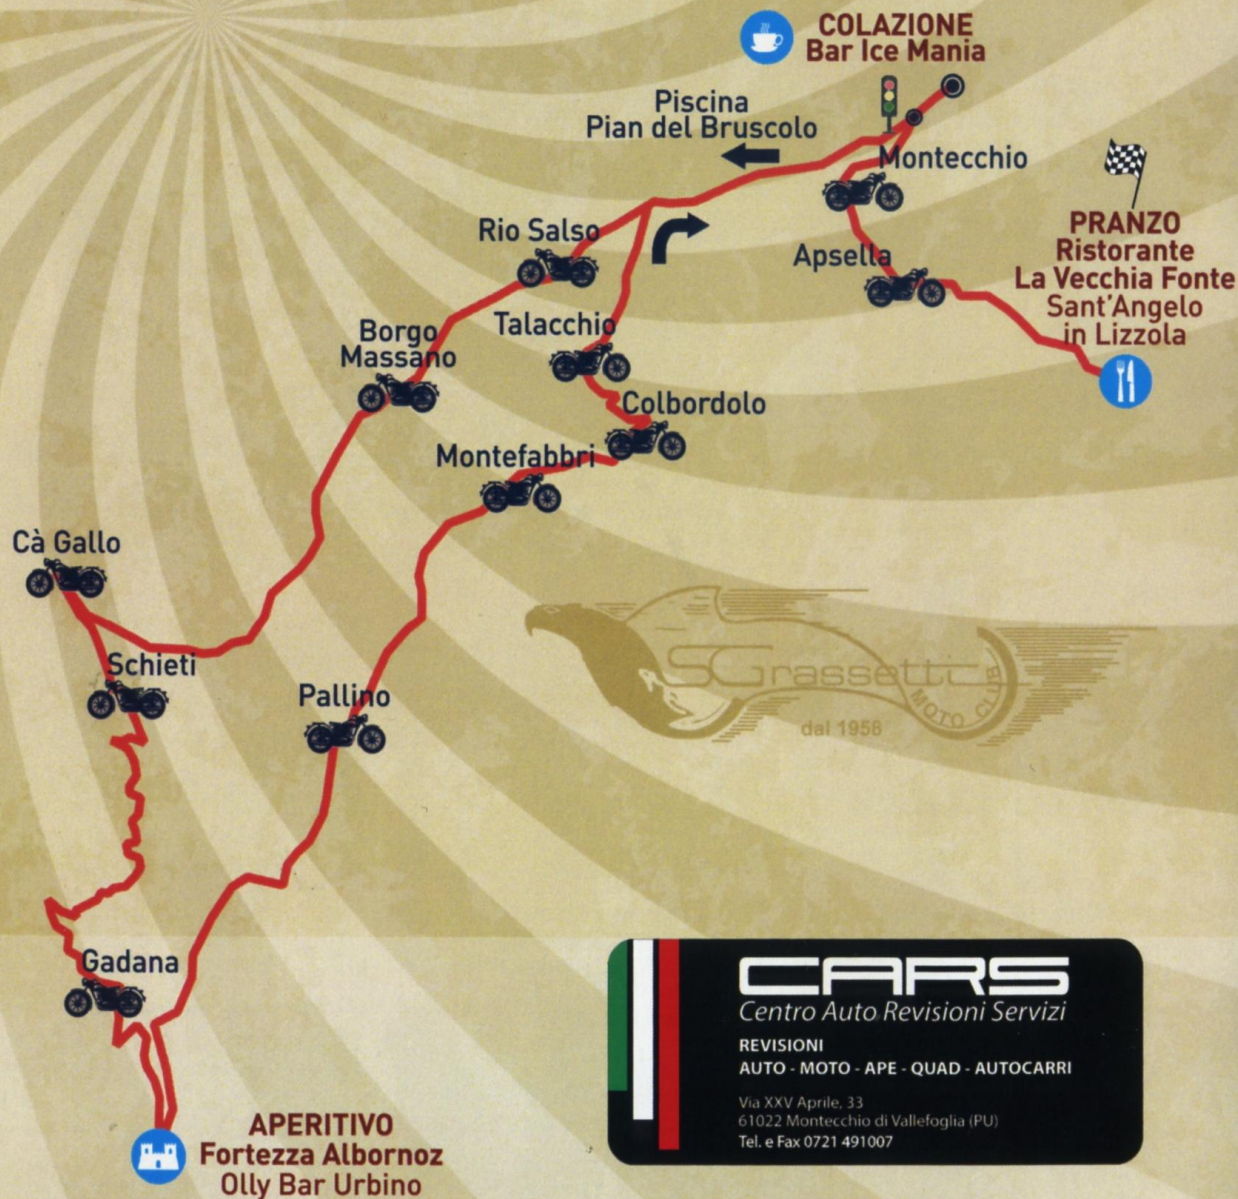 COLAZIONE
Bar Ice Mania
Piscina
Pian del Bruscolo
Montecchio
PRANZO
Ristorante
La Vecchia Fonte
Sant'Angelo
in Lizzola
Rio Salso
Apsella
Talacchio
Borgo
Massano
Colbordolo
Montefabbri
Cà Gallo
Schieti
Pallino
SGrassetti
MOTO CLUB
dal 1958
Gadana
CARS
Centro Auto Revisioni Servizi
REVISIONI
AUTO - MOTO - APE - QUAD - AUTOCARRI
Via XXV Aprile, 33
61022 Montecchio di Vallefoglia (PU)
Tel. e Fax 0721 491007
APERITIVO
Fortezza Albornoz
Olly Bar Urbino